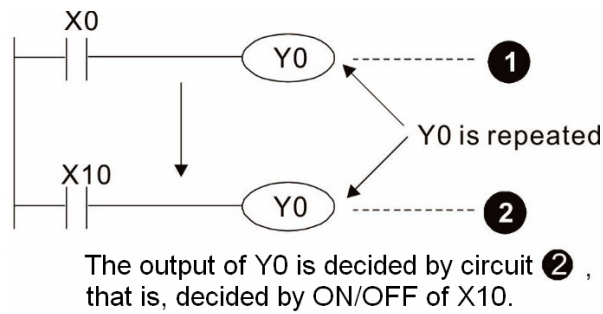 X0
Y0
1
Y0 is repeated
X10
Y0
2
The output of Y0 is decided by circuit 2 ,
that is, decided by ON/OFF of X10.